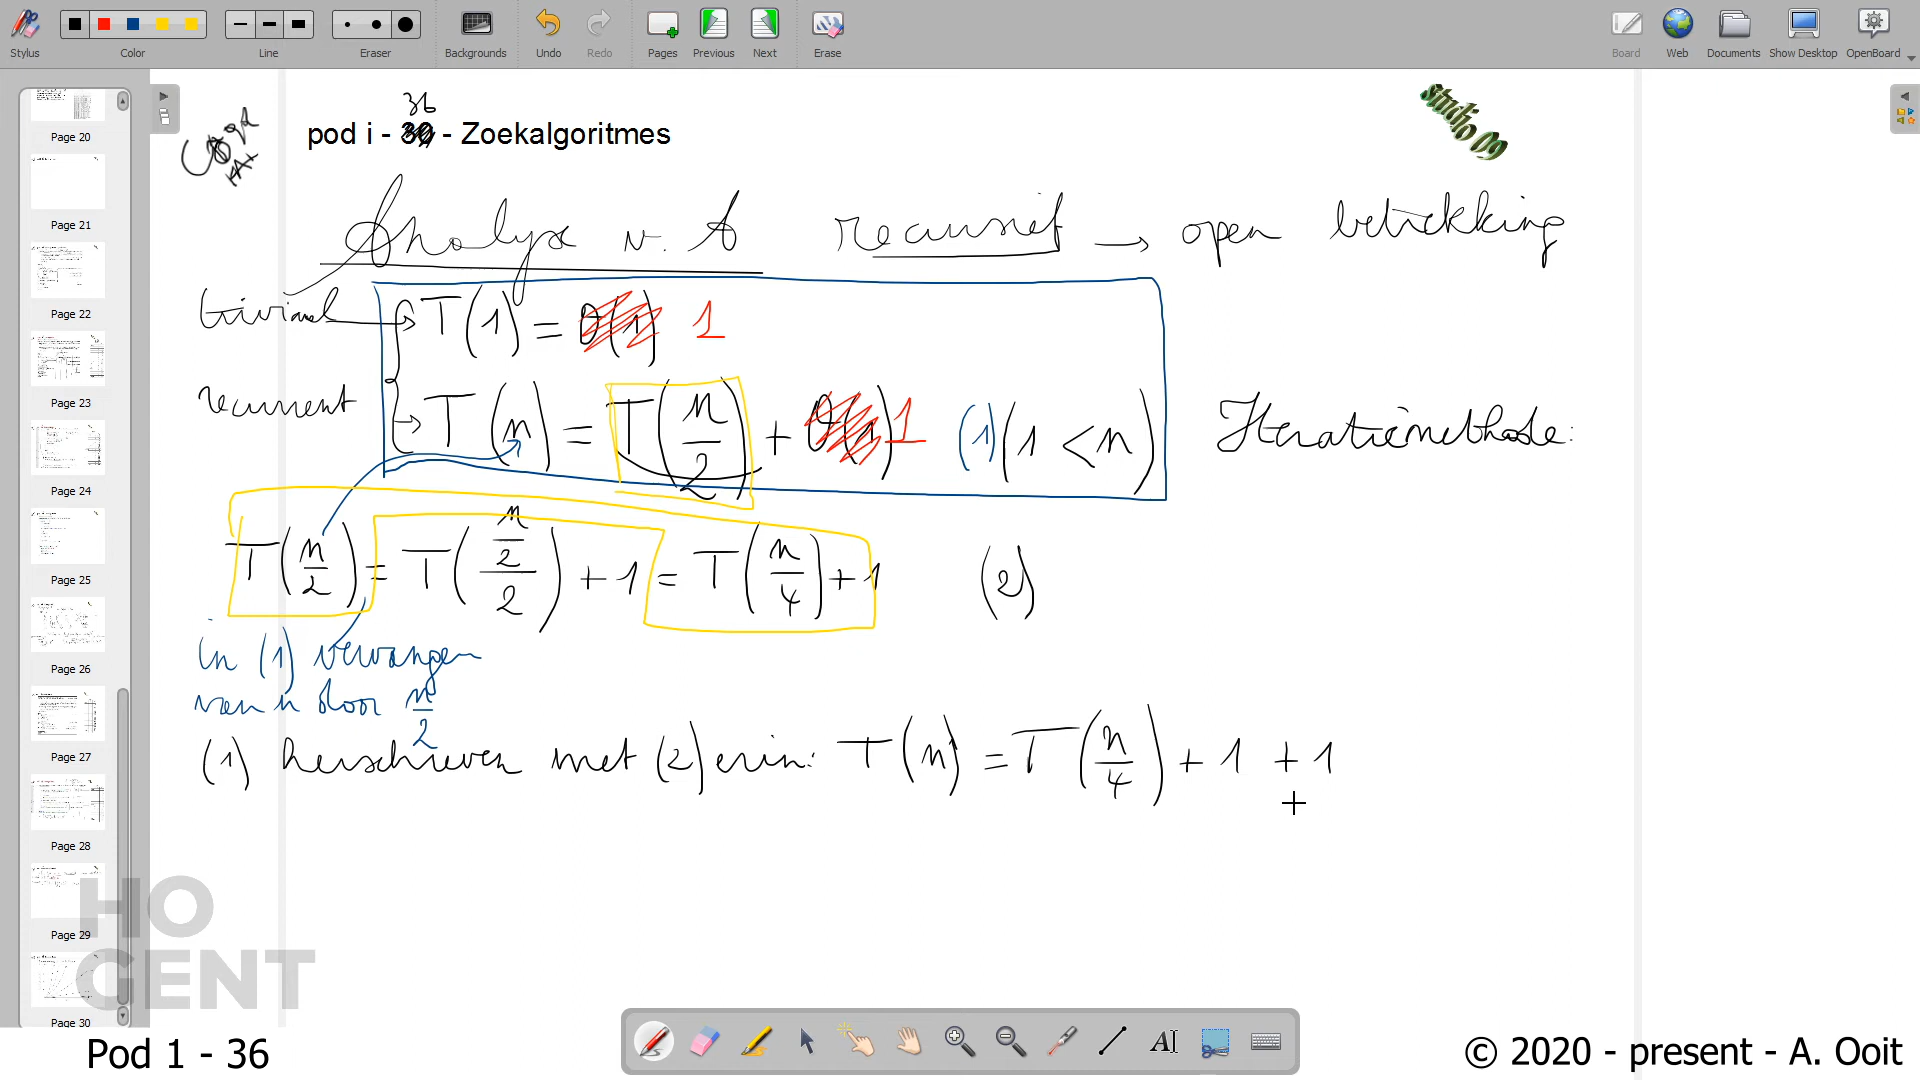 Stylus Color Line Eraser Backgrounds Undo Redo Pages Previous Next Erase Board Web Documents Show Desktop OpenBoard
36
pod i - 30 - Zoekalgoritmes
studio 09
Analyse v. A recursief → open betrekking
triviaal T(1) = Θ(1) 1
recurrent T(n) = T(n/2) + Θ(1) 1 (1) (1 < n) Iteratiemethode:
T(n/2) = T((n/2)/2) + 1 = T(n/4) + 1 (2)
in (1) vervangen
van n door n/2
(1) herschrijven met (2) erin: T(n) = T(n/4) + 1 + 1
Page 20
Page 21
Page 22
Page 23
Page 24
Page 25
Page 26
Page 27
Page 28
Page 29
Page 30
HO
GENT
Pod 1 - 36
© 2020 - present - A. Ooit